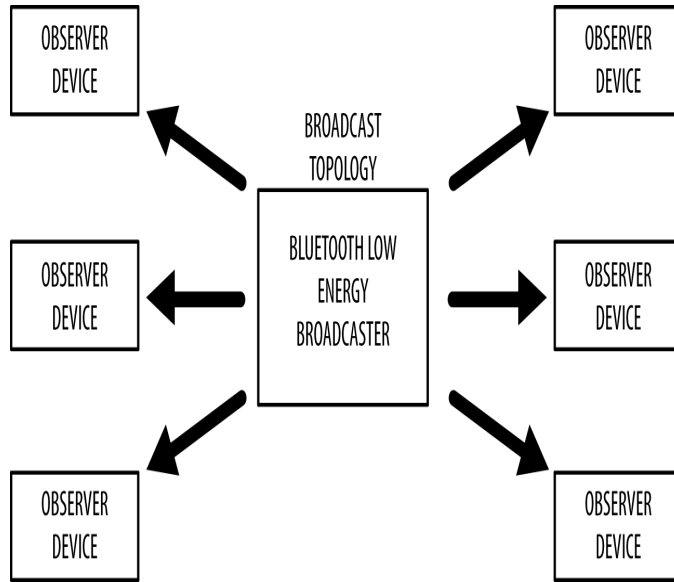 OBSERVER
DEVICE
OBSERVER
DEVICE
BROADCAST
TOPOLOGY
OBSERVER
DEVICE
BLUETOOTH LOW
ENERGY
BROADCASTER
OBSERVER
DEVICE
OBSERVER
DEVICE
OBSERVER
DEVICE